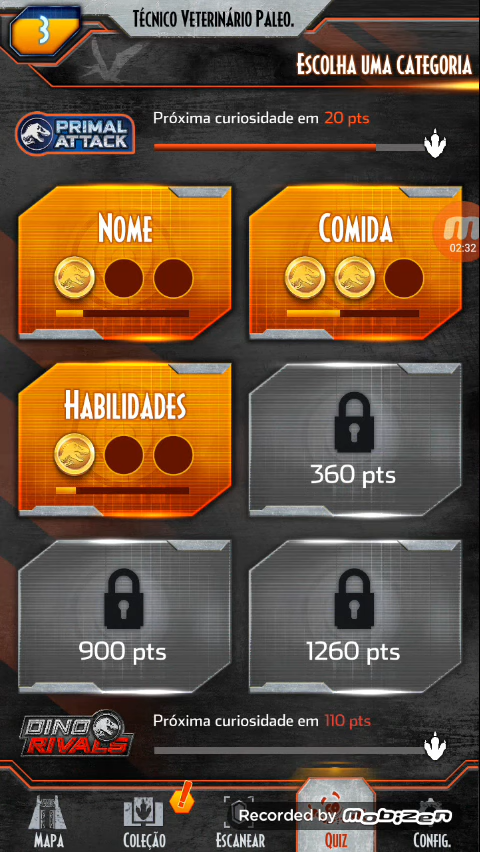 3
Técnico Veterinário Paleo.
Escolha uma categoria
PRIMAL
ATTACK
Próxima curiosidade em 20 pts
Nome
Comida
02:32
Habilidades
360 pts
900 pts
1260 pts
DINO
RIVALS
Próxima curiosidade em 110 pts
Mapa
Coleção
Escanear
Quiz
Config.
Recorded by mobizen